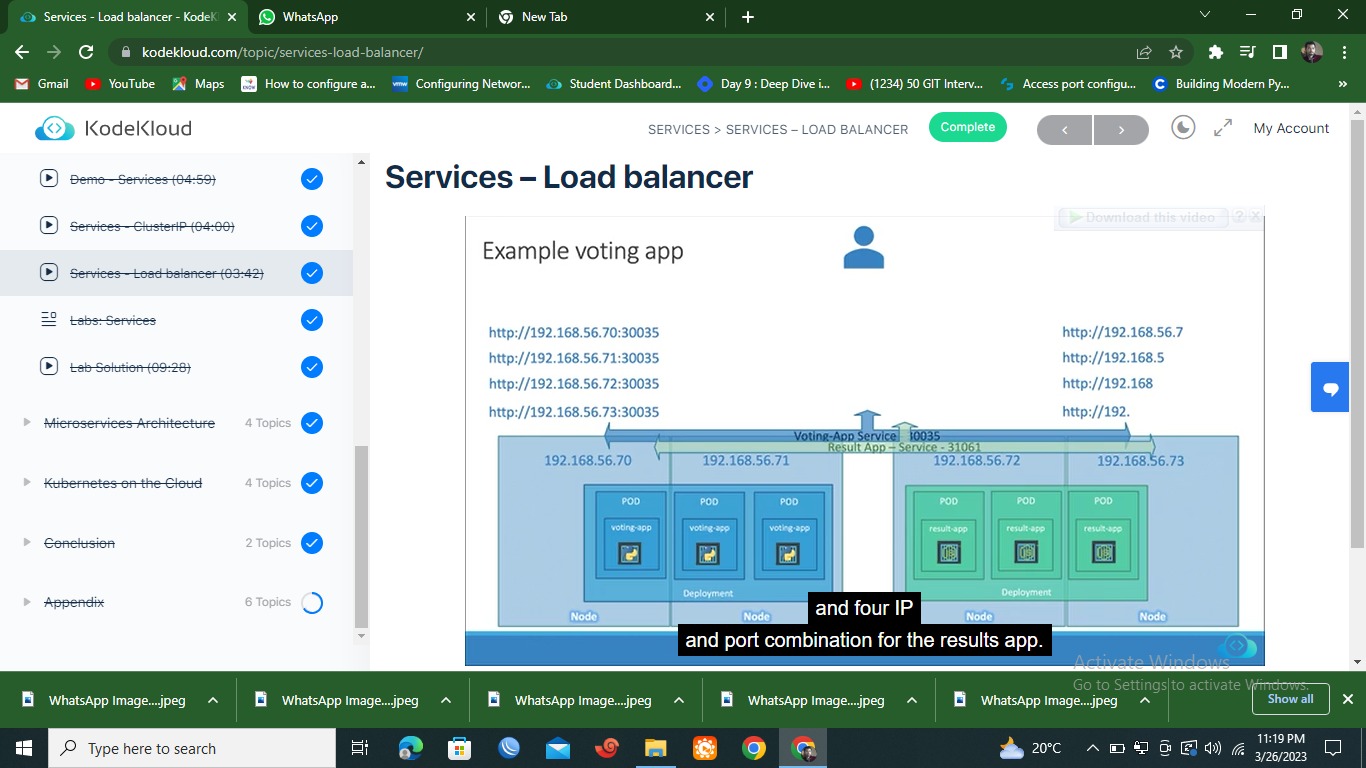 Services - Load balancer - KodeKl
WhatsApp
New Tab
kodekloud.com/topic/services-load-balancer/
Gmail
YouTube
Maps
How to configure a...
Configuring Networ...
Student Dashboard...
Day 9 : Deep Dive i...
(1234) 50 GIT Interv...
Access port configu...
Building Modern Py...
»
KodeKloud
SERVICES > SERVICES – LOAD BALANCER
Complete
My Account
Demo - Services (04:59)
Services - ClusterIP (04:00)
Services - Load balancer (03:42)
Labs: Services
Lab Solution (09:28)
Microservices Architecture 4 Topics
Kubernetes on the Cloud 4 Topics
Conclusion 2 Topics
Appendix 6 Topics
Services – Load balancer
Download this video ? X
Example voting app
http://192.168.56.70:30035
http://192.168.56.71:30035
http://192.168.56.72:30035
http://192.168.56.73:30035
http://192.168.56.7
http://192.168.5
http://192.168
http://192.
Voting-App Service 30035
Result App – Service - 31061
192.168.56.70
192.168.56.71
192.168.56.72
192.168.56.73
POD
POD
POD
POD
POD
POD
voting-app
voting-app
voting-app
result-app
result-app
result-app
Deployment
Deployment
Node
Node
Node
Node
and four IP
and port combination for the results app.
Activate Windows
Go to Settings to activate Windows.
WhatsApp Image....jpeg
WhatsApp Image....jpeg
WhatsApp Image....jpeg
WhatsApp Image....jpeg
WhatsApp Image....jpeg
Show all
Type here to search
20°C
11:19 PM
3/26/2023